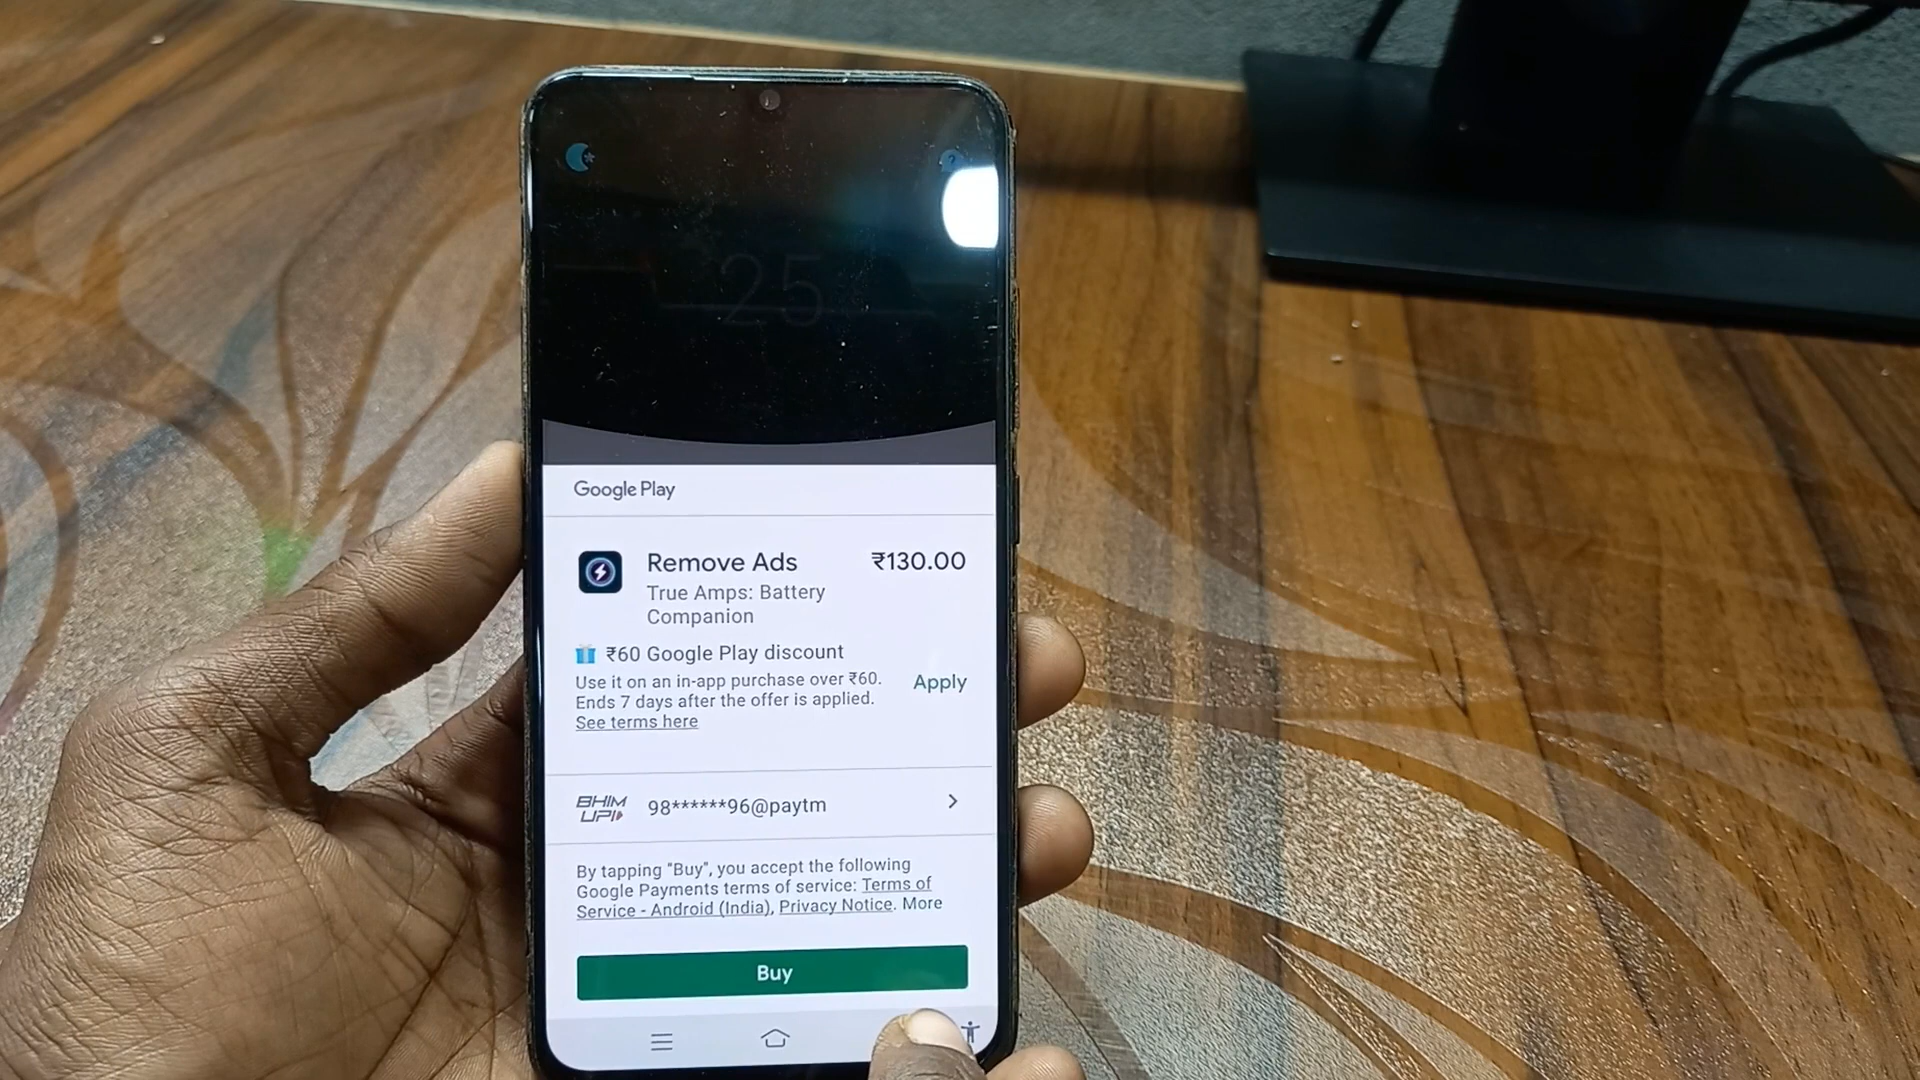 ?
25
Google Play
Remove Ads ₹130.00
True Amps: Battery
Companion
₹60 Google Play discount
Use it on an in-app purchase over ₹60.
Ends 7 days after the offer is applied.
See terms here
Apply
BHIM
UPI
98******96@paytm
By tapping "Buy", you accept the following
Google Payments terms of service: Terms of
Service - Android (India), Privacy Notice. More
Buy